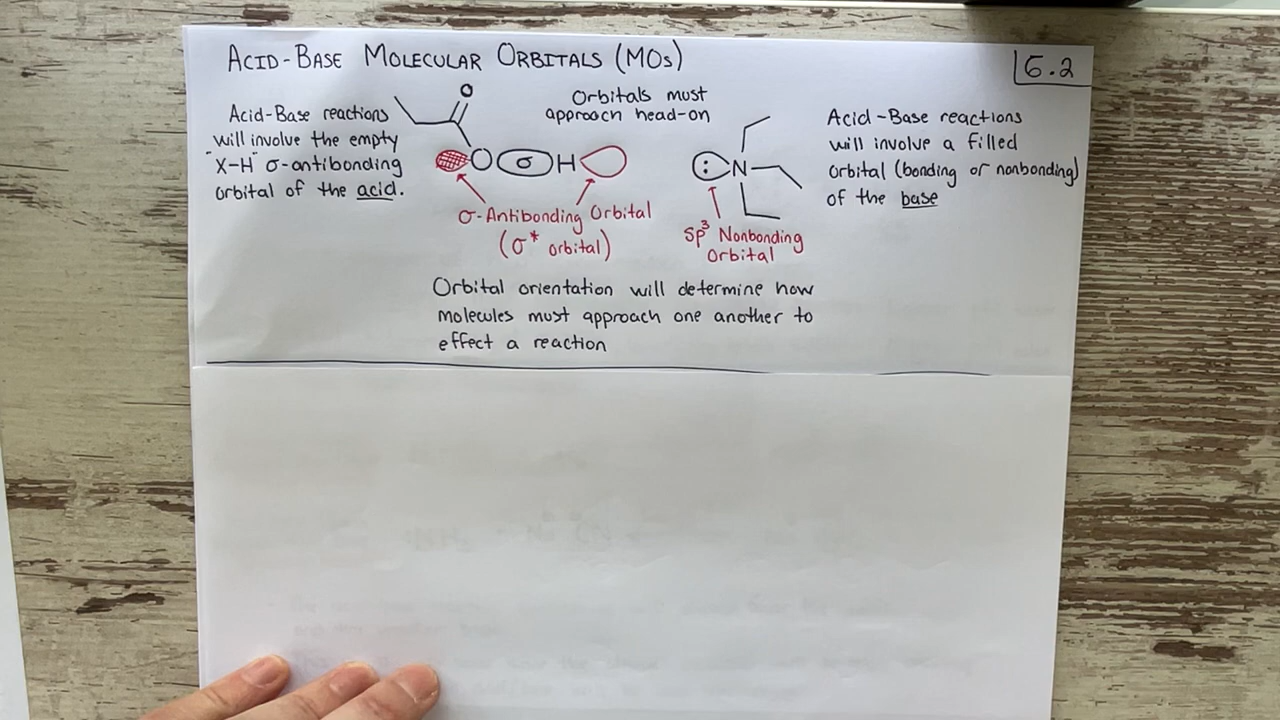 ACID-BASE MOLECULAR ORBITALS (MOs)
6.2
Acid-Base reactions
will involve the empty
"X-H" σ-antibonding
orbital of the acid.
O
O σ H
σ-Antibonding Orbital
(σ* orbital)
Orbitals must
approach head-on
: N
Sp³ Nonbonding
Orbital
Acid-Base reactions
will involve a filled
orbital (bonding or nonbonding)
of the base
Orbital orientation will determine how
molecules must approach one another to
effect a reaction